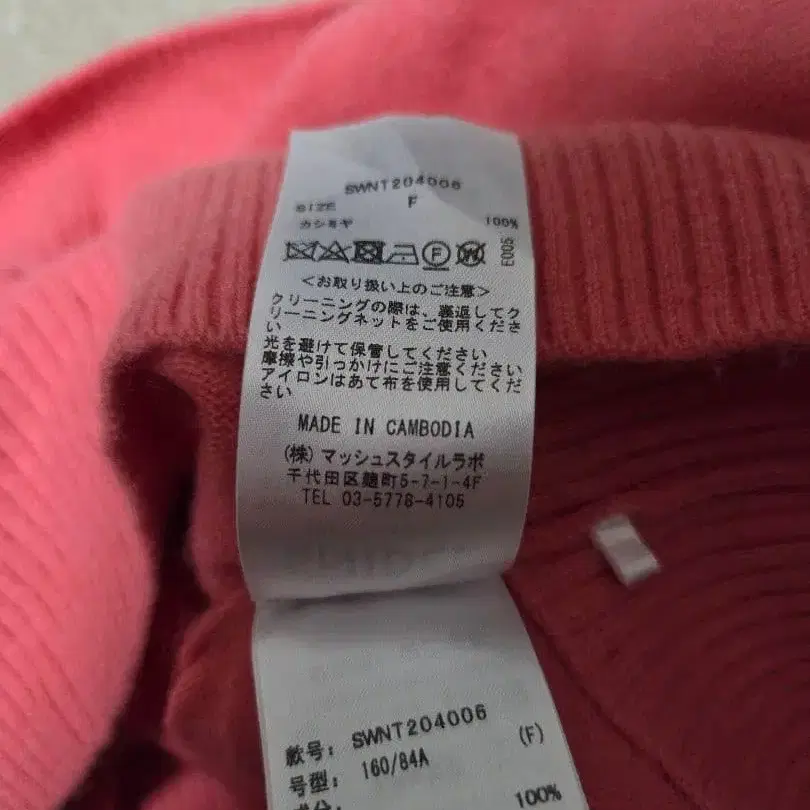 SWNT204006
SIZE F
カシミヤ 100%
E005
<お取り扱い上のご注意>
クリーニングの際は、裏返してク
リーニングネットをご使用くださ
い
光を避けて保管してください
摩擦や引っかけにご注意ください
アイロンはあて布を使用してくだ
さい
MADE IN CAMBODIA
(株)マッシュスタイルラボ
千代田区麹町5-7-1-4F
TEL 03-5778-4105
款号: SWNT204006
号型: 160/84A (F)
成分: 100%